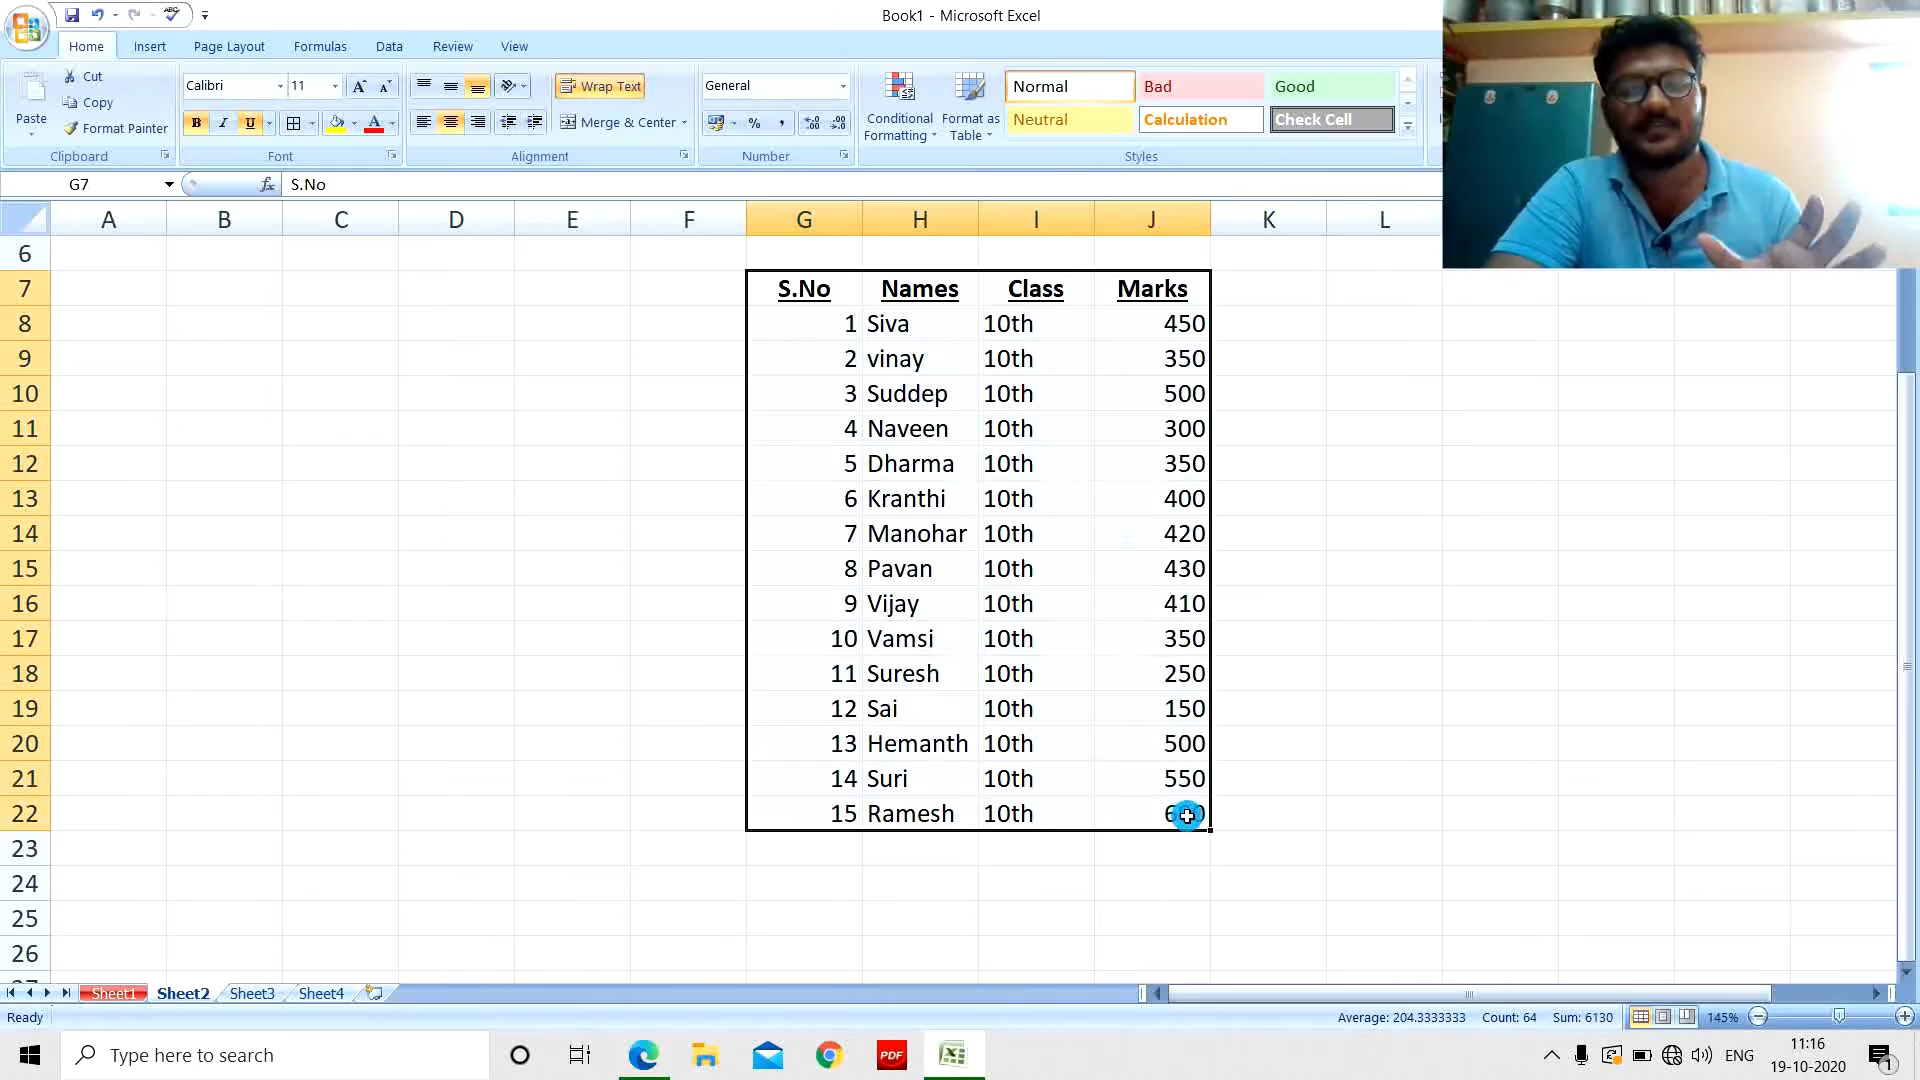 Book1 - Microsoft Excel
Home Insert Page Layout Formulas Data Review View
Paste
Cut
Copy
Format Painter
Clipboard
Calibri 11
B I U
Font
Wrap Text
Merge & Center
Alignment
General
Number
Conditional Formatting
Format as Table
Normal Bad Good
Neutral Calculation Check Cell
Styles
G7 fx S.No
A B C D E F G H I J K L
6
7 S.No Names Class Marks
8 1 Siva 10th 450
9 2 vinay 10th 350
10 3 Suddep 10th 500
11 4 Naveen 10th 300
12 5 Dharma 10th 350
13 6 Kranthi 10th 400
14 7 Manohar 10th 420
15 8 Pavan 10th 430
16 9 Vijay 10th 410
17 10 Vamsi 10th 350
18 11 Suresh 10th 250
19 12 Sai 10th 150
20 13 Hemanth 10th 500
21 14 Suri 10th 550
22 15 Ramesh 10th
23
24
25
26
Sheet1 Sheet2 Sheet3 Sheet4
Ready Average: 204.3333333 Count: 64 Sum: 6130 145%
Type here to search
PDF
ENG
11:16
19-10-2020
1